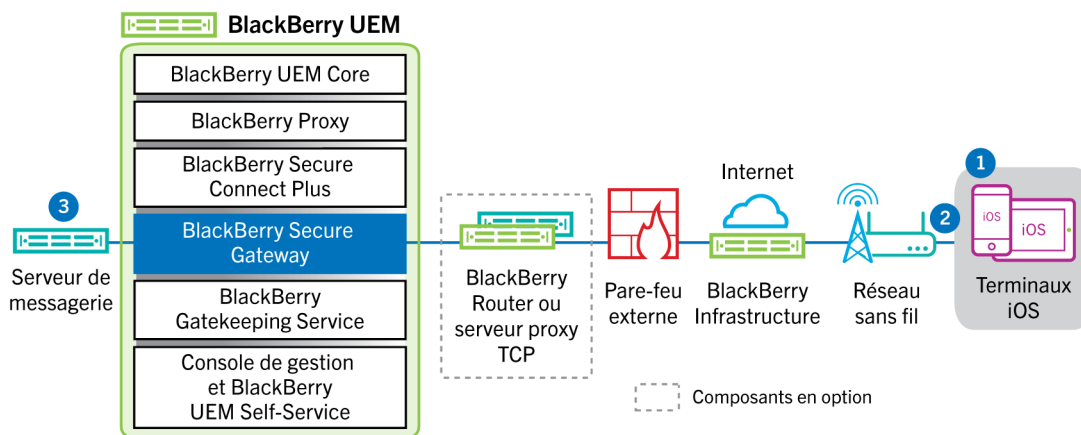 BlackBerry UEM
BlackBerry UEM Core
BlackBerry Proxy
BlackBerry Secure
Connect Plus
BlackBerry Secure
Gateway
BlackBerry
Gatekeeping Service
Console de gestion
et BlackBerry
UEM Self-Service
3
Serveur de
messagerie
BlackBerry
Router ou
serveur proxy
TCP
Pare-feu
externe
Internet
BlackBerry
Infrastructure
Réseau
sans fil
2
1
iOS
iOS
Terminaux
iOS
Composants en option